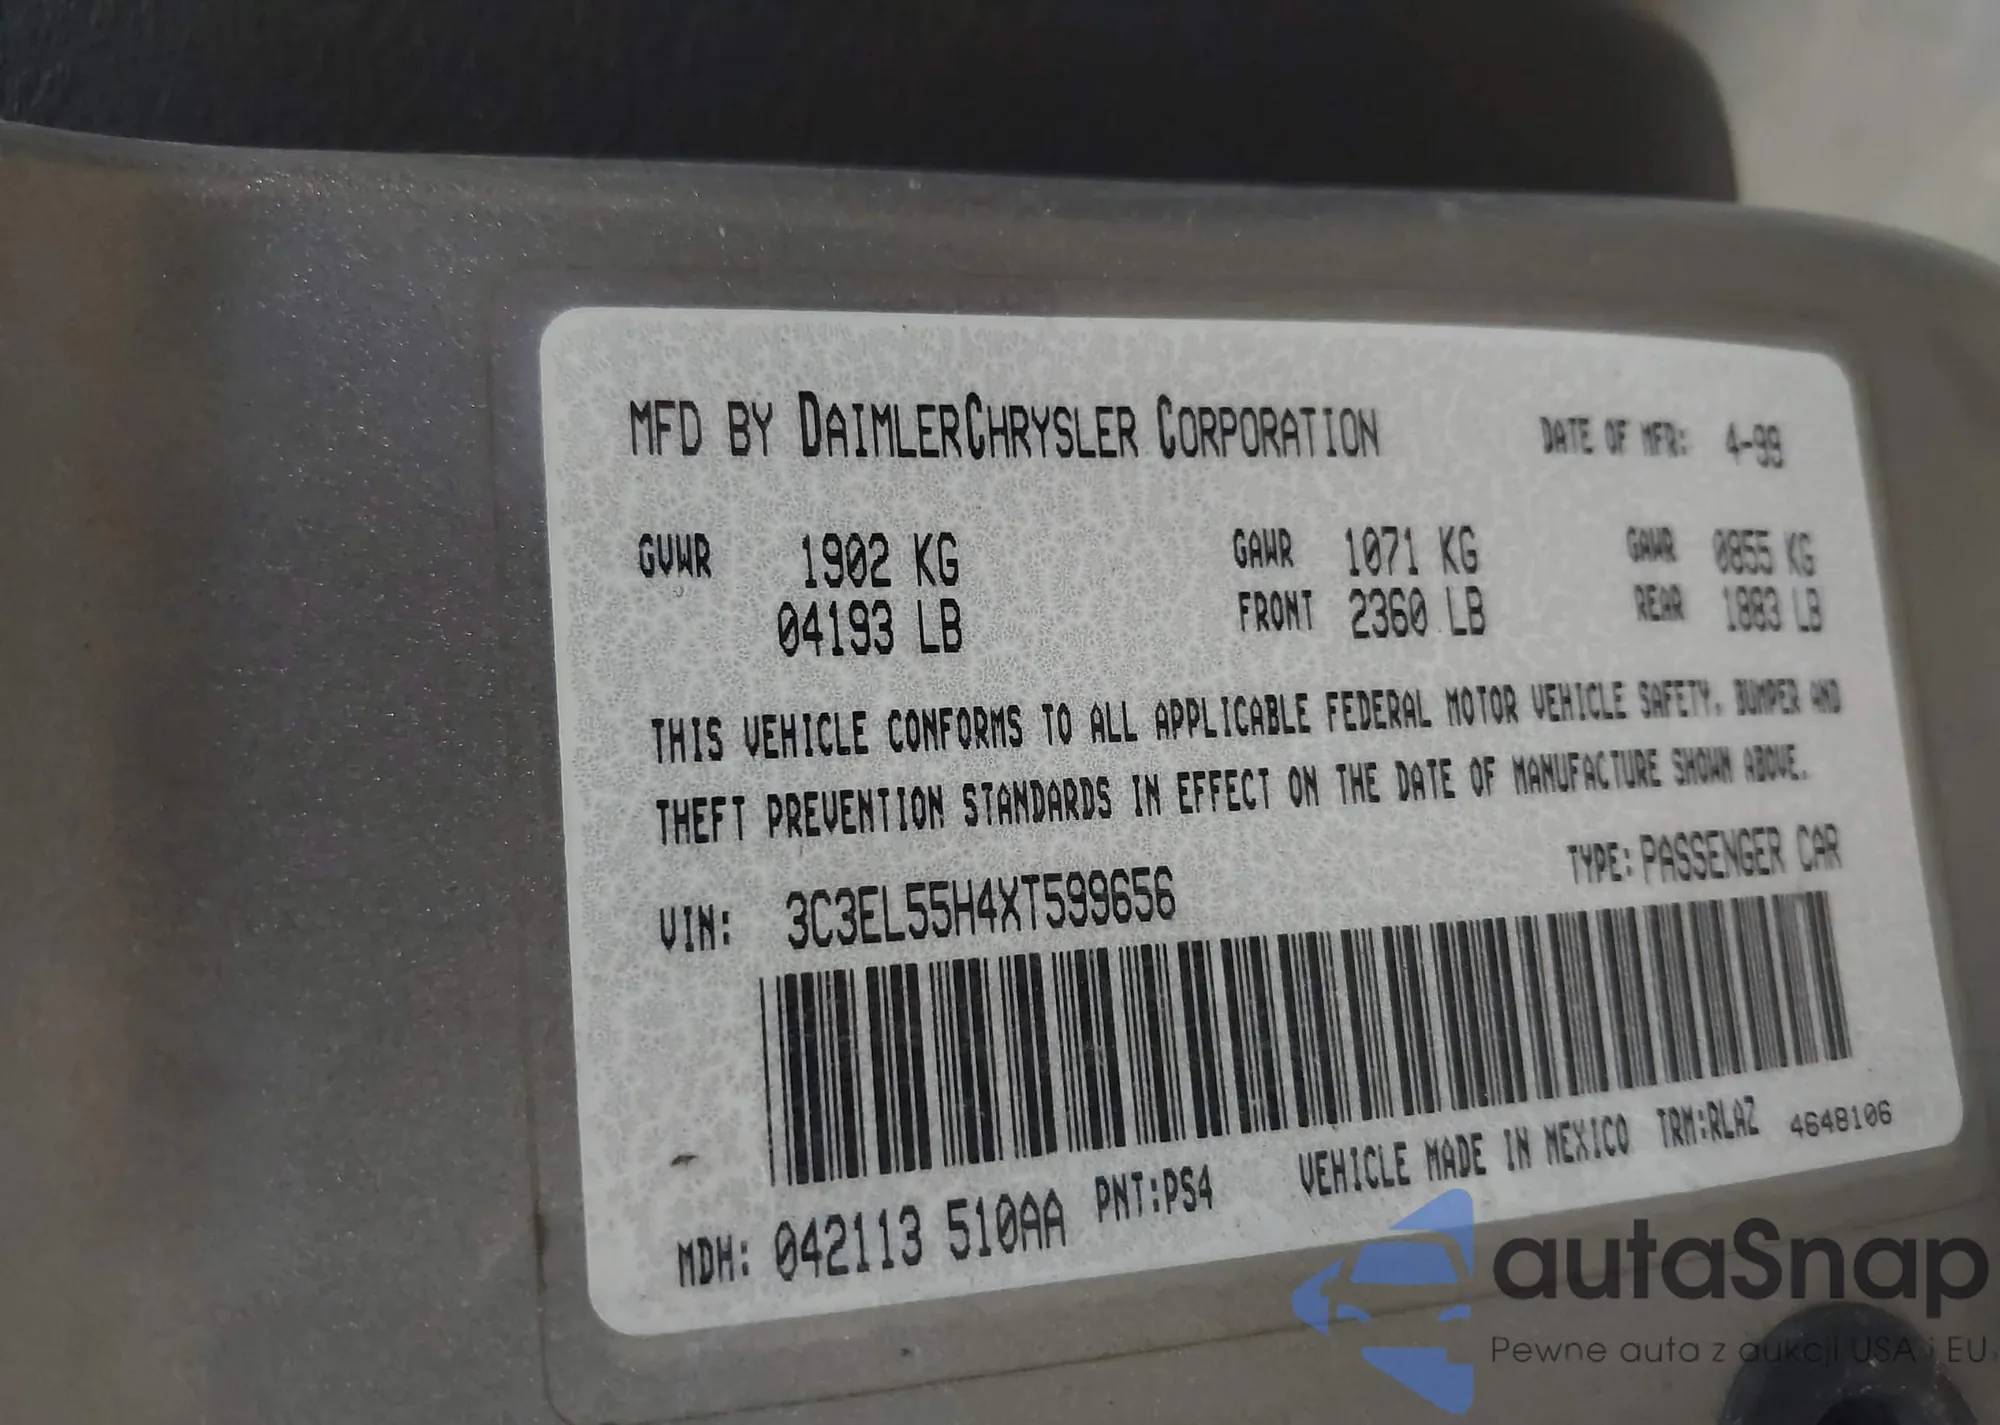 MFD BY DAIMLERCHRYSLER CORPORATION DATE OF MFR: 4-99
GVWR 1902 KG GAWR 1071 KG GAWR 0855 KG
04193 LB FRONT 2360 LB REAR 1883 LB
THIS VEHICLE CONFORMS TO ALL APPLICABLE FEDERAL MOTOR VEHICLE SAFETY, BUMPER AND
THEFT PREVENTION STANDARDS IN EFFECT ON THE DATE OF MANUFACTURE SHOWN ABOVE.
VIN: 3C3EL55H4XT599656 TYPE: PASSENGER CAR
MDH: 042113 510AA PNT:PS4 VEHICLE MADE IN MEXICO TRM:RLAZ 4648106
autaSnap
Pewne auta z aukcji USA i EU